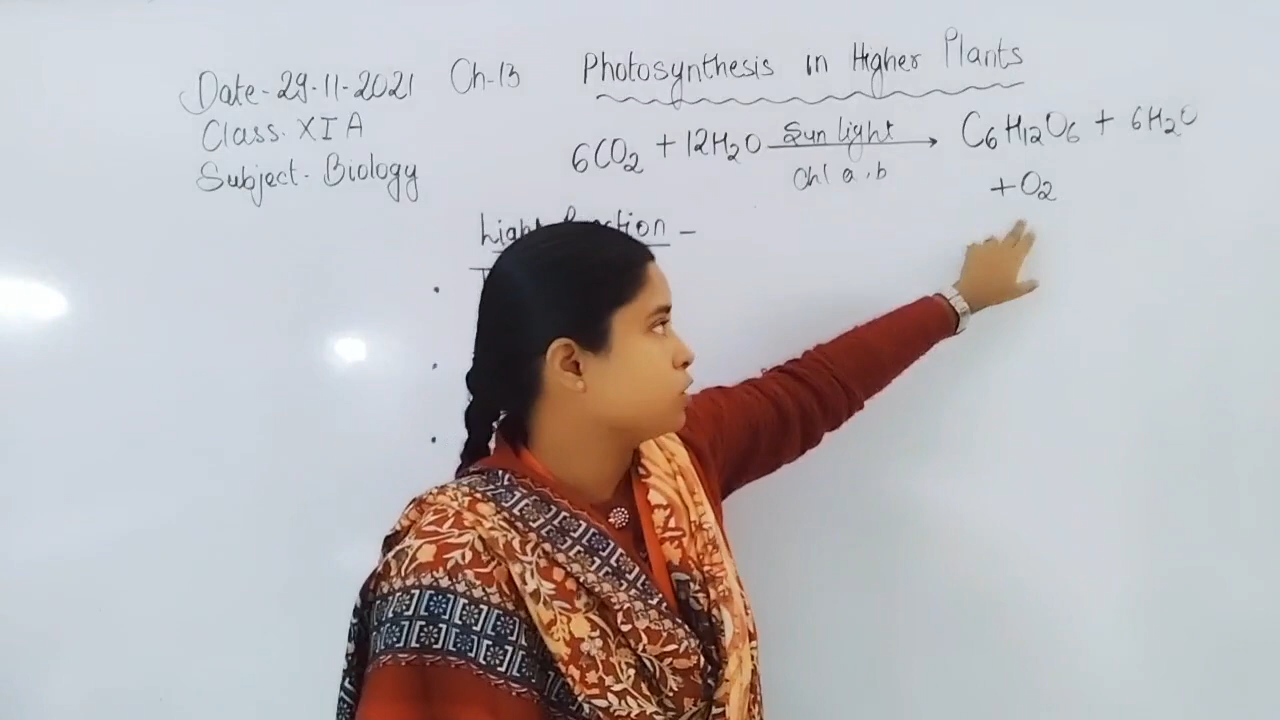 Date-29-11-2021 Ch-13 Photosynthesis in Higher Plants
Class. XI A
Subject- Biology
6CO2 + 12H2O Sun light Chl a,b → C6H12O6 + 6H2O
+O2